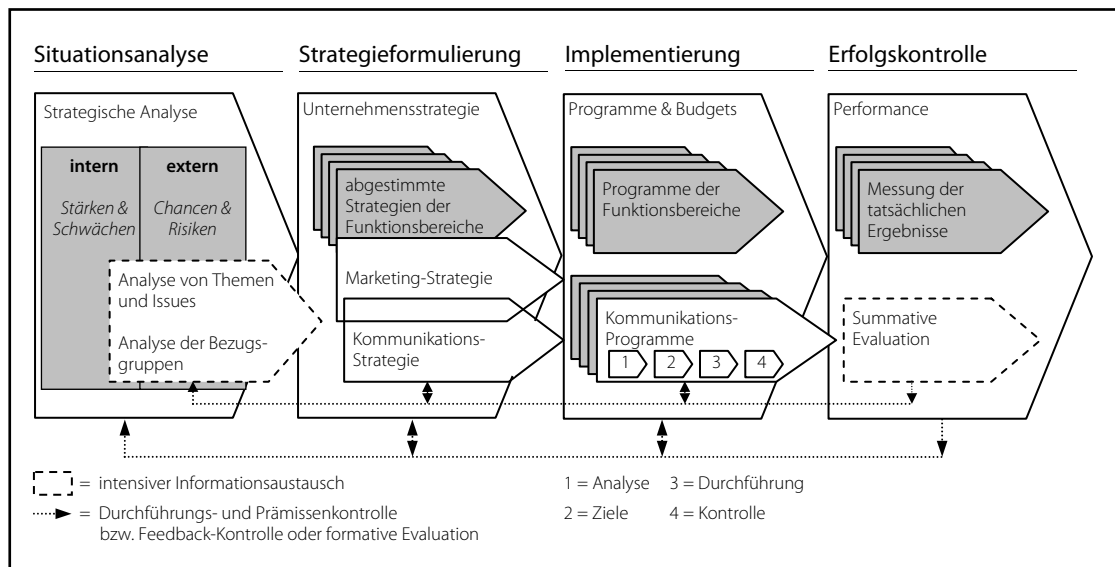 Situationsanalyse
Strategieformulierung
Implementierung
Erfolgskontrolle
Strategische Analyse
intern
extern
Stärken &
Schwächen
Chancen &
Risiken
Analyse von Themen
und Issues
Analyse der Bezugs-
gruppen
Unternehmensstrategie
abgestimmte
Strategien der
Funktionsbereiche
Marketing-Strategie
Kommunikations-
Strategie
Programme & Budgets
Programme der
Funktionsbereiche
Kommunikations-
Programme
1 2 3 4
Performance
Messung der
tatsächlichen
Ergebnisse
Summative
Evaluation
= intensiver Informationsaustausch
= Durchführungs- und Prämissenkontrolle
bzw. Feedback-Kontrolle oder formative Evaluation
1 = Analyse 3 = Durchführung
2 = Ziele 4 = Kontrolle